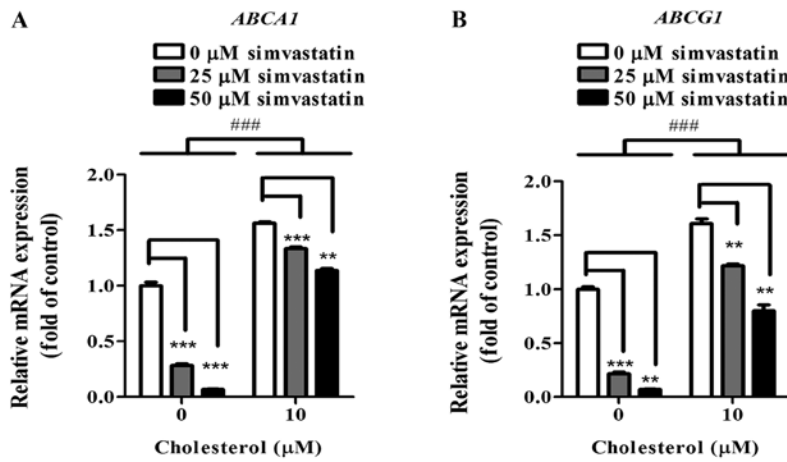 A
ABCA1
0 μM simvastatin
25 μM simvastatin
50 μM simvastatin
###
Relative mRNA expression
(fold of control)
2.0
1.5
1.0
0.5
0.0
***
***
***
**
0
10
Cholesterol (μM)
B
ABCG1
0 μM simvastatin
25 μM simvastatin
50 μM simvastatin
###
Relative mRNA expression
(fold of control)
2.0
1.5
1.0
0.5
0.0
***
**
**
**
0
10
Cholesterol (μM)